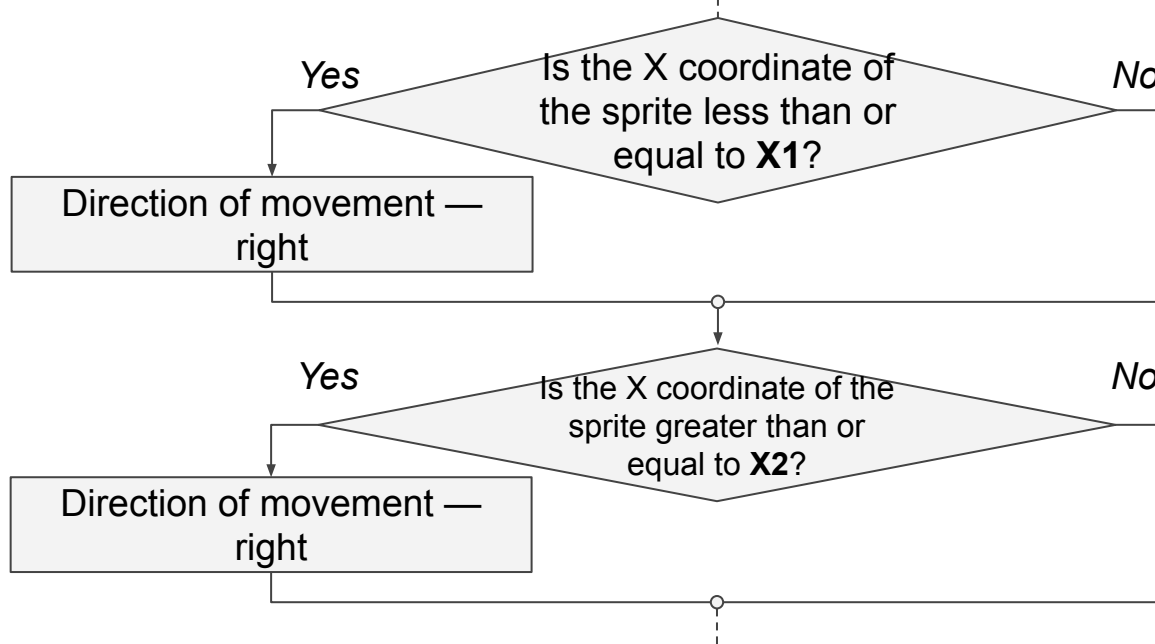 Yes
Is the X coordinate of
the sprite less than or
equal to X1?
No
Direction of movement —
right
Yes
Is the X coordinate of the
sprite greater than or
equal to X2?
No
Direction of movement —
right